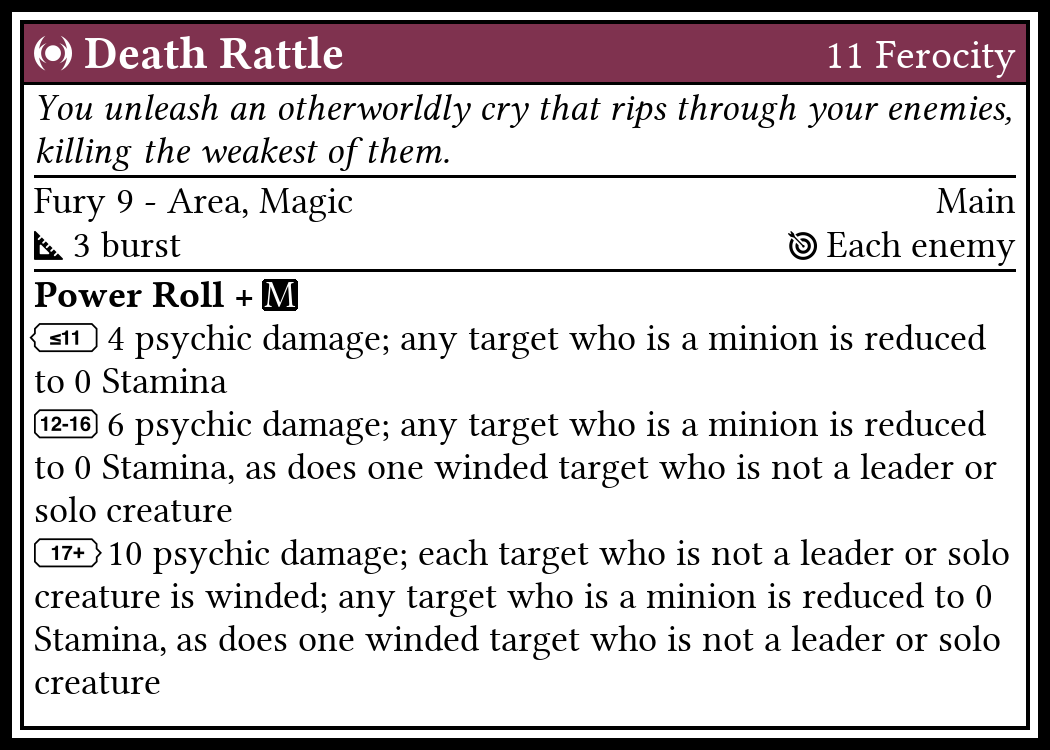 Death Rattle 11 Ferocity
You unleash an otherworldly cry that rips through your enemies,
killing the weakest of them.
Fury 9 - Area, Magic Main
3 burst Each enemy
Power Roll + M
≤11 4 psychic damage; any target who is a minion is reduced
to 0 Stamina
12-16 6 psychic damage; any target who is a minion is reduced
to 0 Stamina, as does one winded target who is not a leader or
solo creature
17+ 10 psychic damage; each target who is not a leader or solo
creature is winded; any target who is a minion is reduced to 0
Stamina, as does one winded target who is not a leader or solo
creature